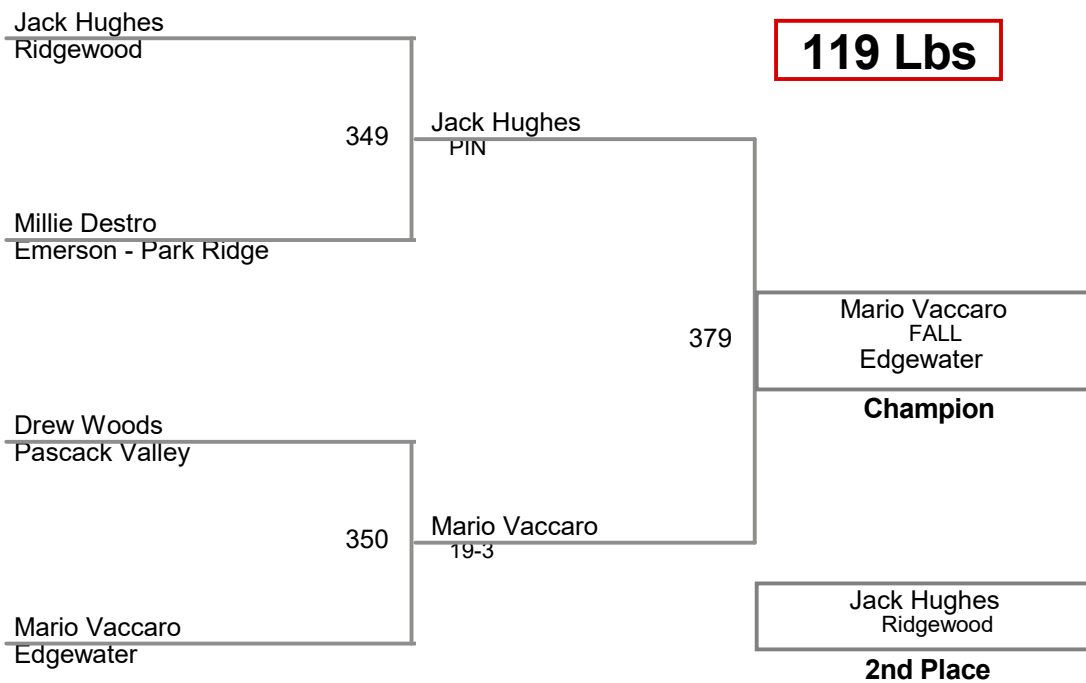 Jack Hughes
Ridgewood
119 Lbs
349
Jack Hughes
PIN
Millie Destro
Emerson - Park Ridge
379
Mario Vaccaro
FALL
Edgewater
Champion
Drew Woods
Pascack Valley
350
Mario Vaccaro
19-3
Mario Vaccaro
Edgewater
Jack Hughes
Ridgewood
2nd Place